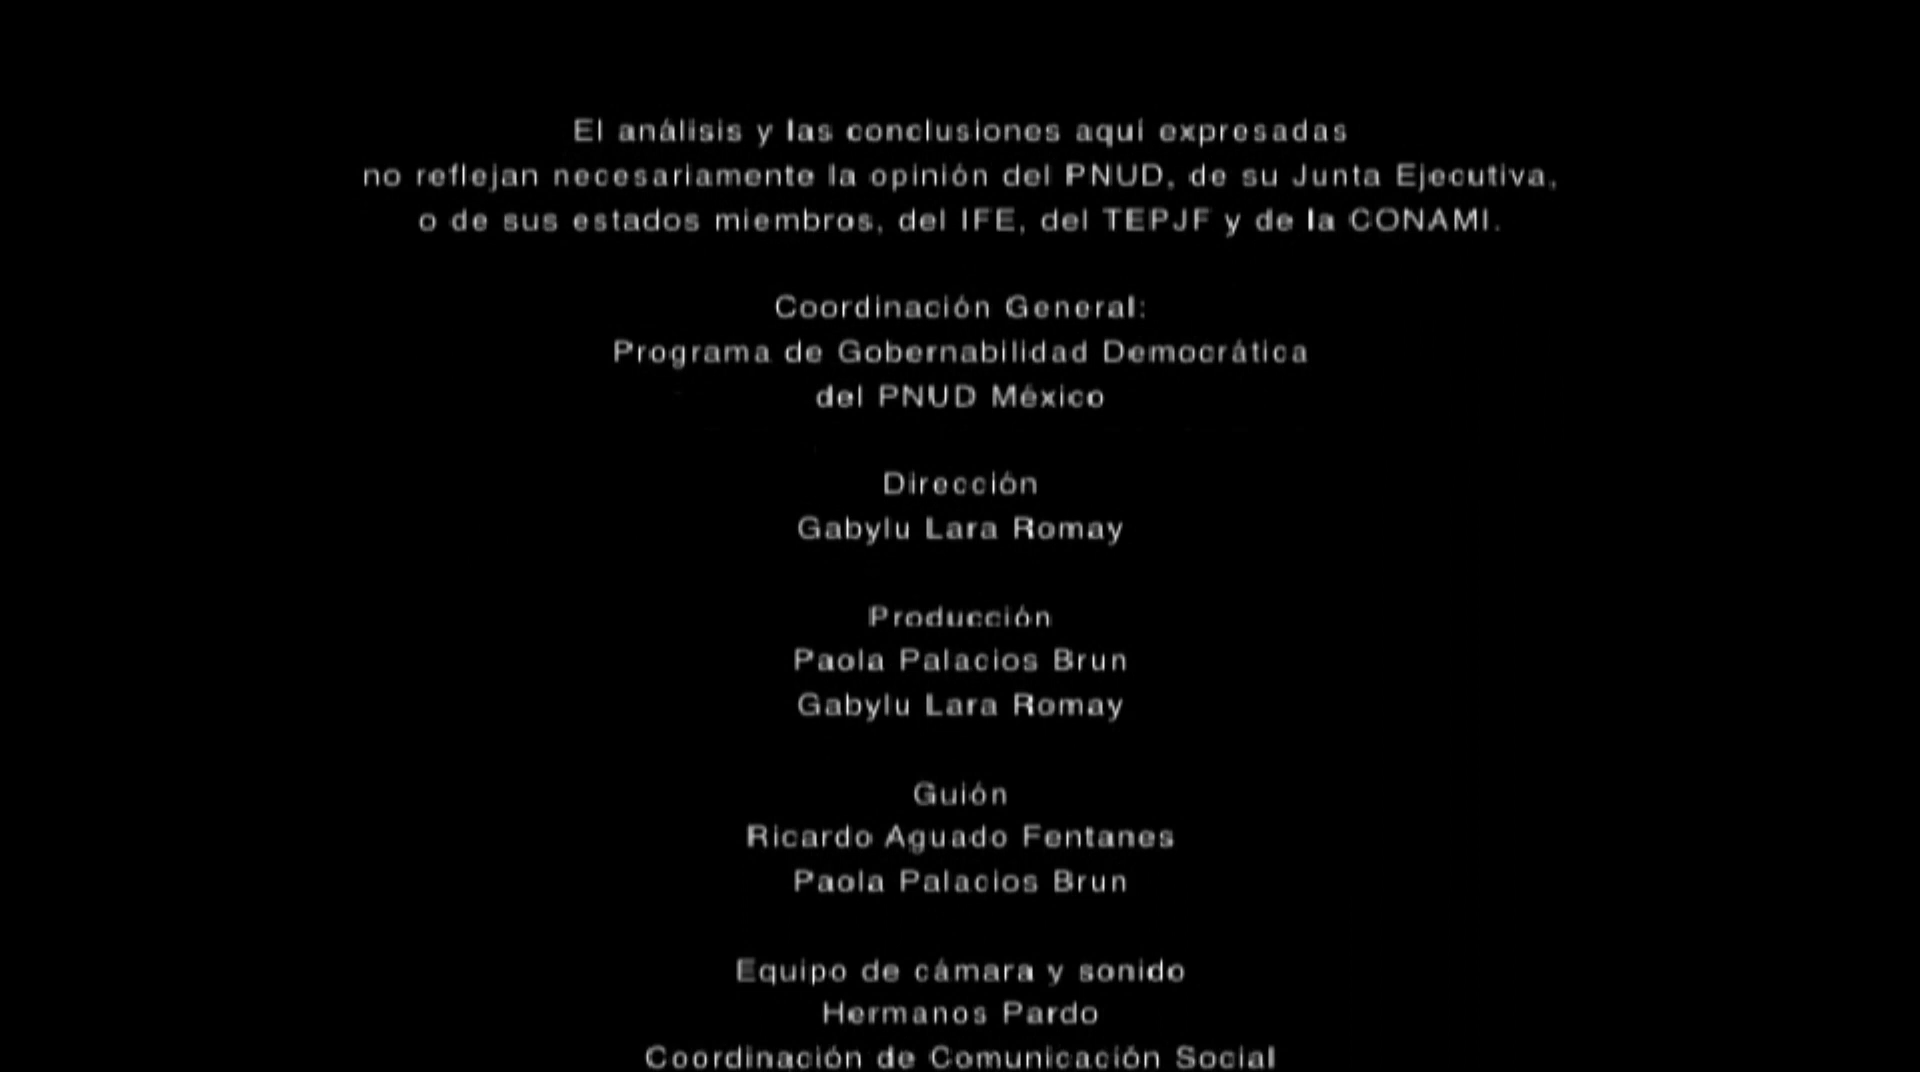 El análisis y las conclusiones aquí expresadas
no reflejan necesariamente la opinión del PNUD, de su Junta Ejecutiva,
o de sus estados miembros, del IFE, del TEPJF y de la CONAMI.
Coordinación General:
Programa de Gobernabilidad Democrática
del PNUD México
Dirección
Gabylu Lara Romay
Producción
Paola Palacios Brun
Gabylu Lara Romay
Guión
Ricardo Aguado Fentanes
Paola Palacios Brun
Equipo de cámara y sonido
Hermanos Pardo
Coordinación de Comunicación Social